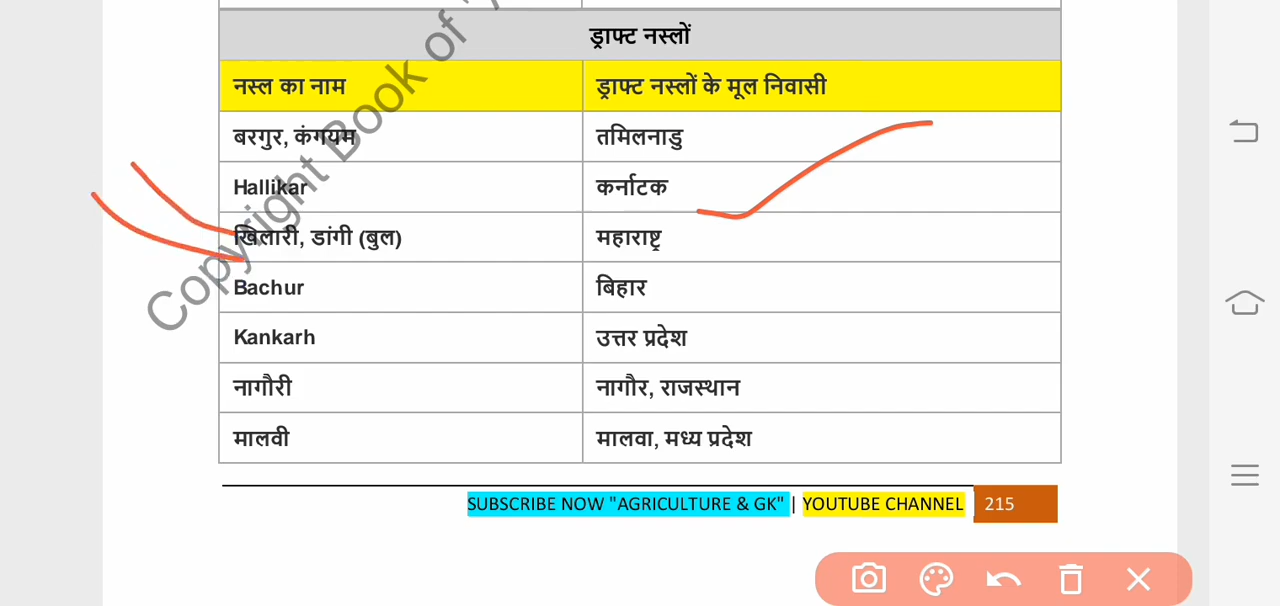 ड्राफ्ट नस्लों
नस्ल का नाम ड्राफ्ट नस्लों के मूल निवासी
बरगुर, कंगयम तमिलनाडु
Hallikar कर्नाटक
खिलारी, डांगी (बुल) महाराष्ट्र
Bachur बिहार
Kankarh उत्तर प्रदेश
नागौरी नागौर, राजस्थान
मालवी मालवा, मध्य प्रदेश
SUBSCRIBE NOW "AGRICULTURE & GK" | YOUTUBE CHANNEL 215
Copyright Book of